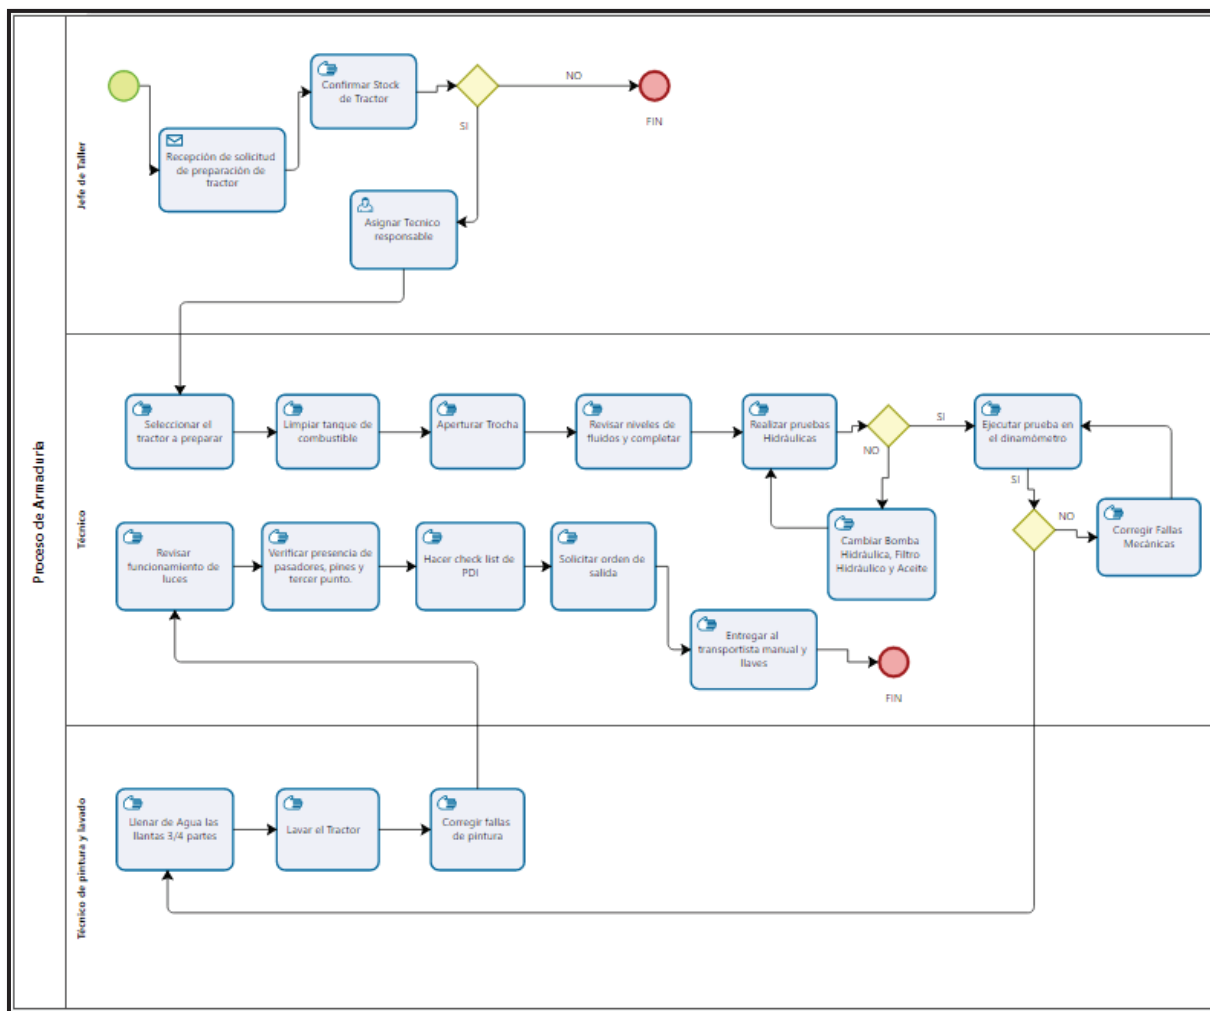 Proceso de Armaduría
Jefe de Taller
Confirmar Stock
de Tractor
NO
FIN
SI
Recepción de solicitud
de preparación de
tractor
Asignar Tecnico
responsable
Técnico
Seleccionar el
tractor a preparar
Limpiar tanque de
combustible
Aperturar Trocha
Revisar niveles de
fluidos y completar
Realizar pruebas
Hidráulicas
SI
NO
Ejecutar prueba en
el dinamómetro
SI
NO
Cambiar Bomba
Hidráulica, Filtro
Hidráulico y Aceite
Corregir Fallas
Mecánicas
Revisar
funcionamiento de
luces
Verificar presencia de
pasadores, pines y
tercer punto.
Hacer check list de
PDI
Solicitar orden de
salida
Entregar al
transportista manual y
llaves
FIN
Técnico de pintura y lavado
Llenar de Agua las
llantas 3/4 partes
Lavar el Tractor
Corregir fallas
de pintura